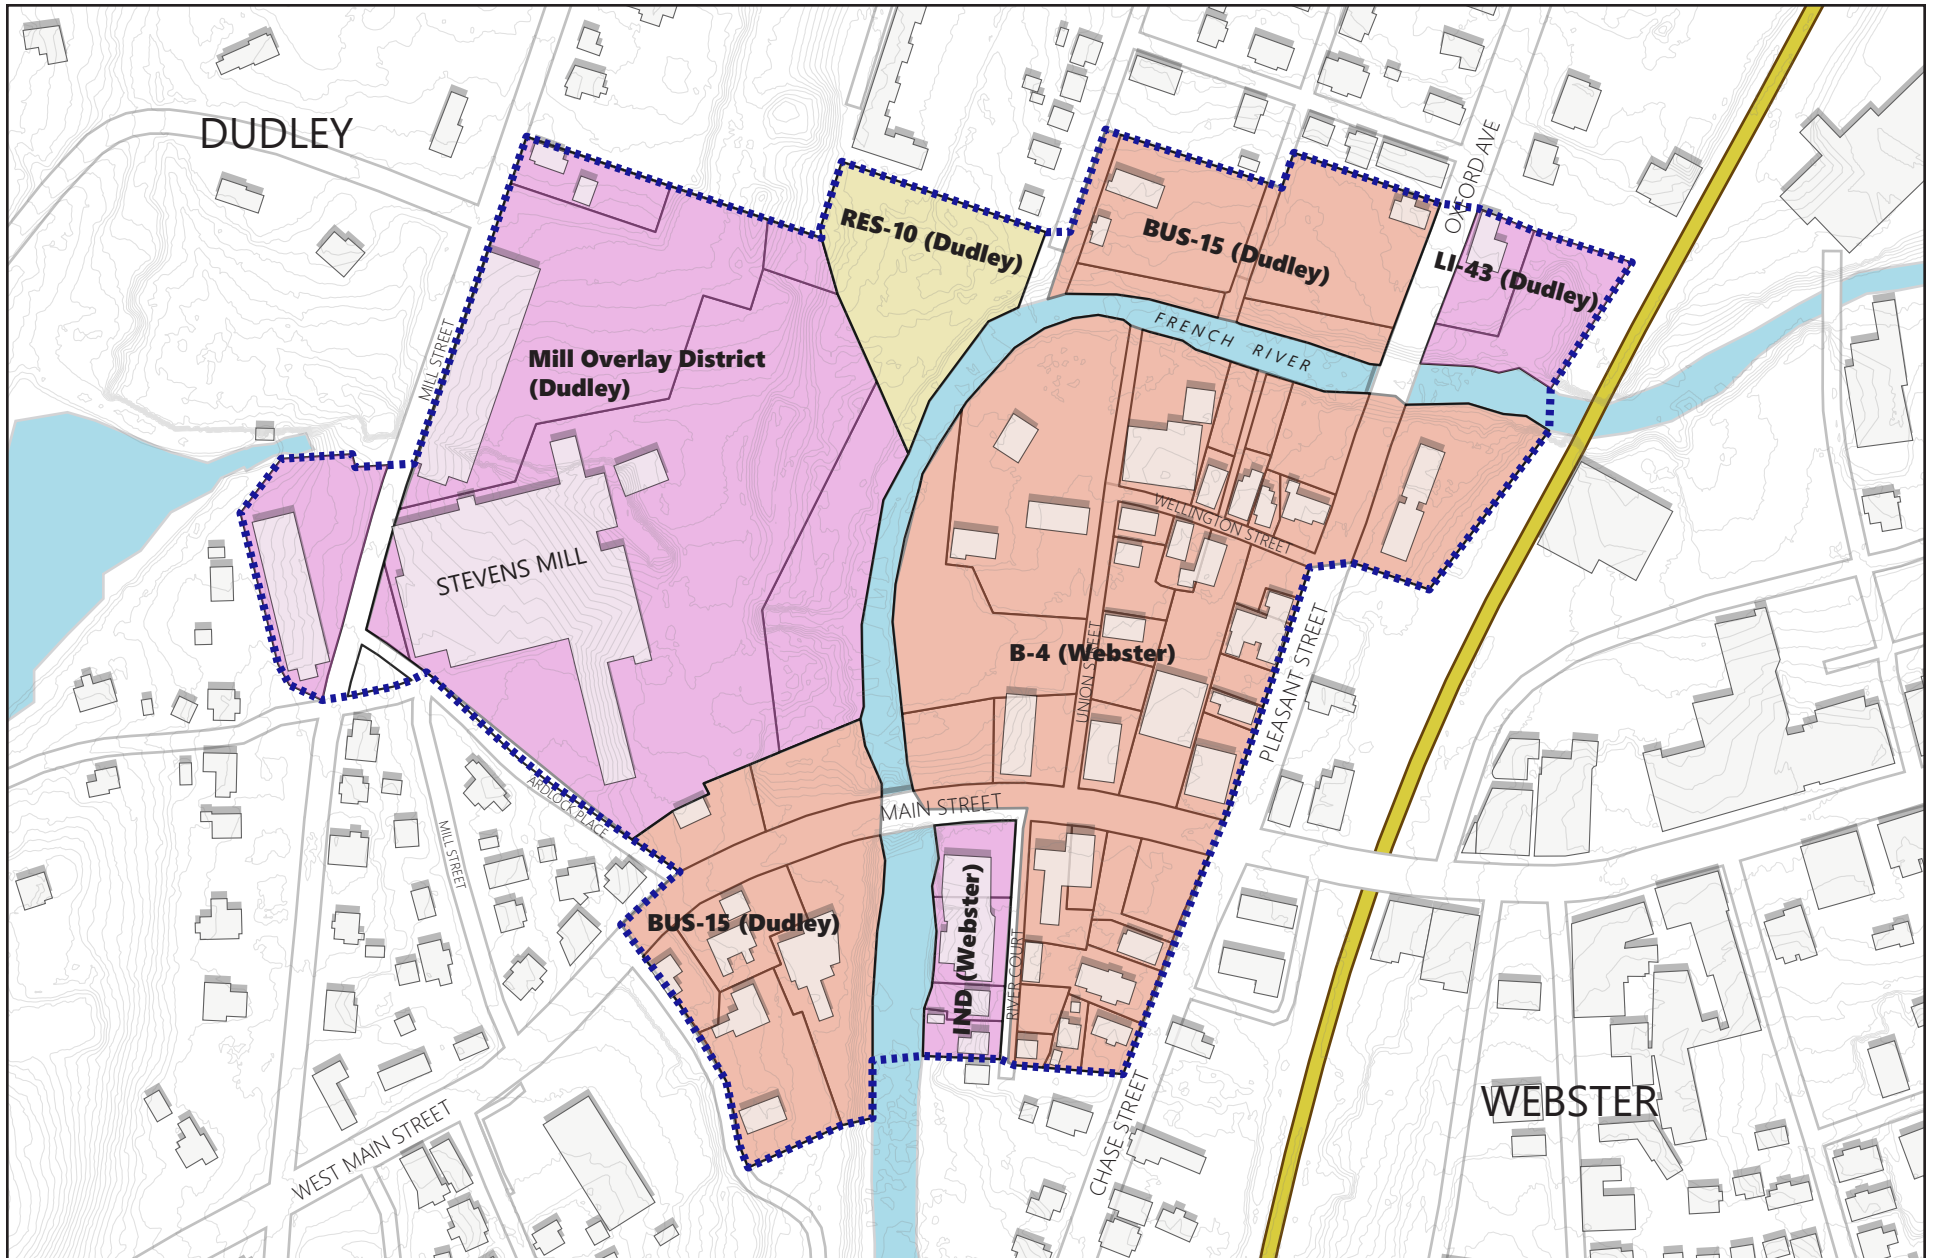 DUDLEY
OXFORD AVE
RES-10 (Dudley)
BUS-15 (Dudley)
LI-43 (Dudley)
FRENCH RIVER
MILL STREET
Mill Overlay District
(Dudley)
WELLINGTON STREET
STEVENS MILL
B-4 (Webster)
UNION STREET
PLEASANT STREET
ARDLOCK PLACE
MAIN STREET
MILL STREET
BUS-15 (Dudley)
IND (Webster)
RIVER COURT
WEBSTER
CHASE STREET
WEST MAIN STREET